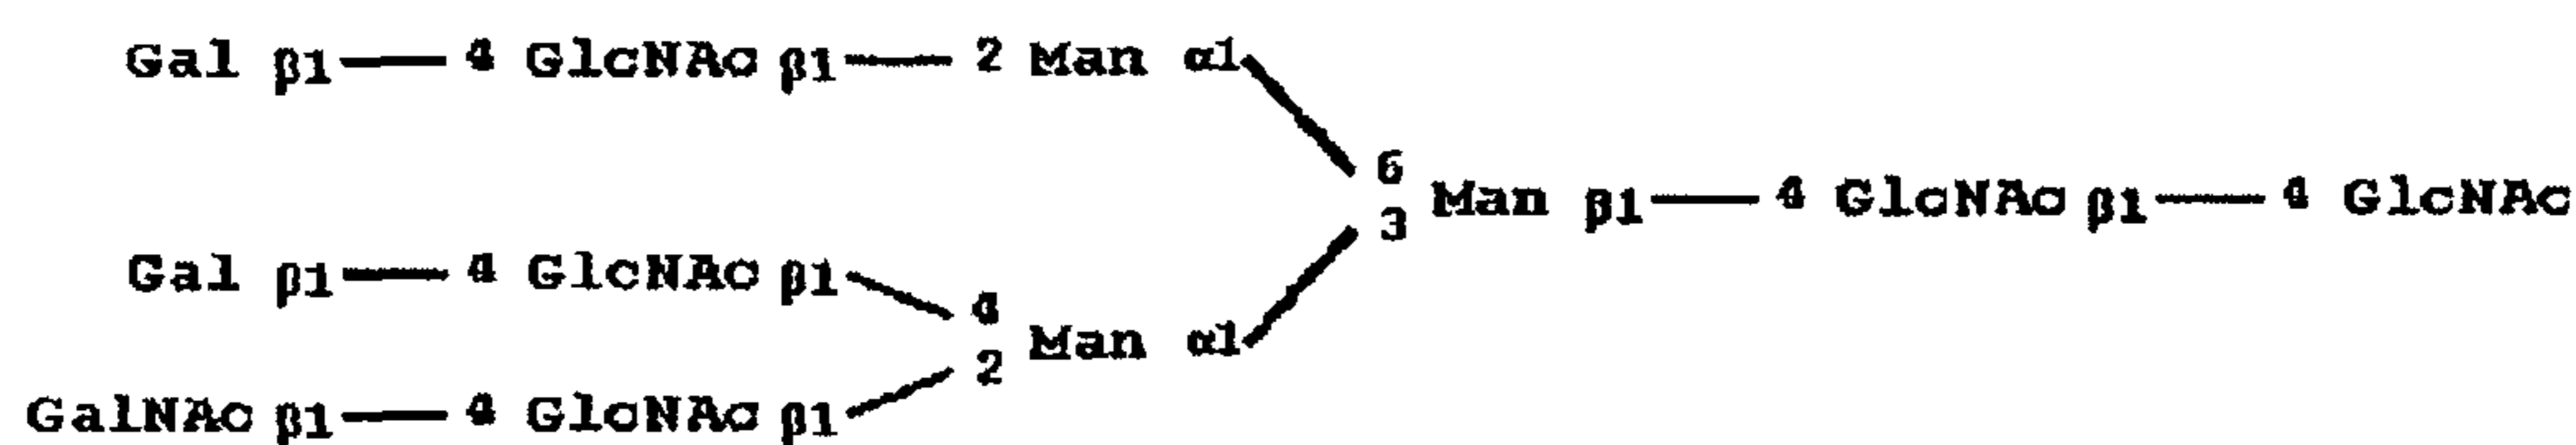 Gal β1 — 4 GlcNAc β1 — 2 Man α1
6
Man β1 — 4 GlcNAc β1 — 4 GlcNAc
3
Gal β1 — 4 GlcNAc β1
4
Man α1
2
GalNAc β1 — 4 GlcNAc β1